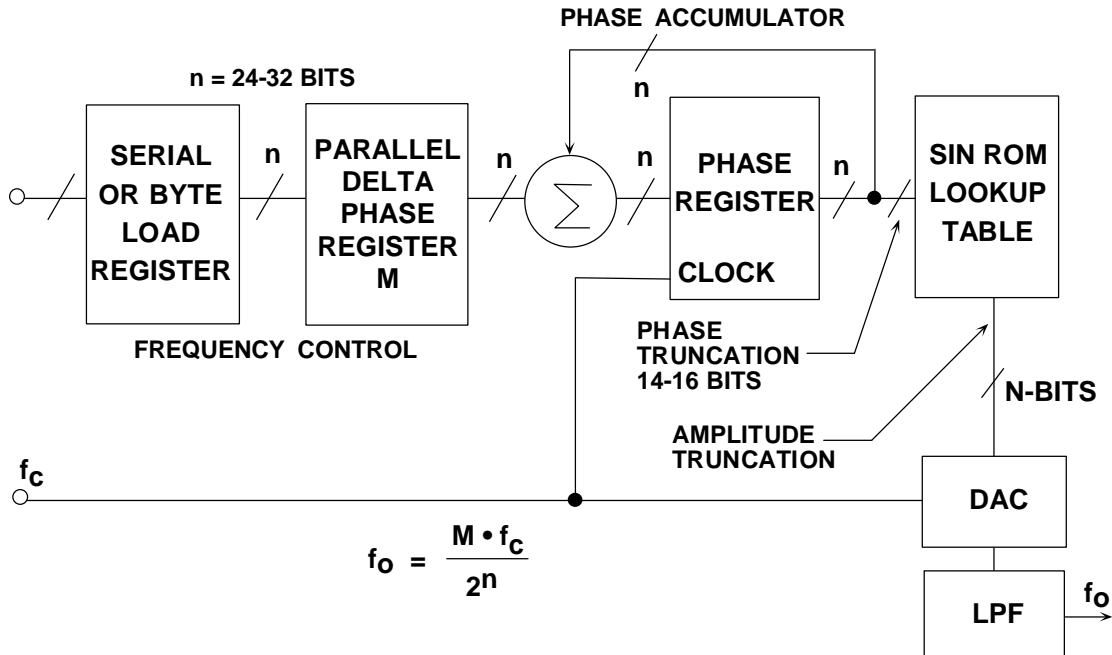 PHASE ACCUMULATOR
n = 24-32 BITS
n
SERIAL
OR BYTE
LOAD
REGISTER
n
PARALLEL
DELTA
PHASE
REGISTER
M
n
Σ
n
PHASE
REGISTER
CLOCK
n
SIN ROM
LOOKUP
TABLE
FREQUENCY CONTROL
PHASE
TRUNCATION
14-16 BITS
N-BITS
AMPLITUDE
TRUNCATION
fc
DAC
fo = M • fc
2n
LPF
fo